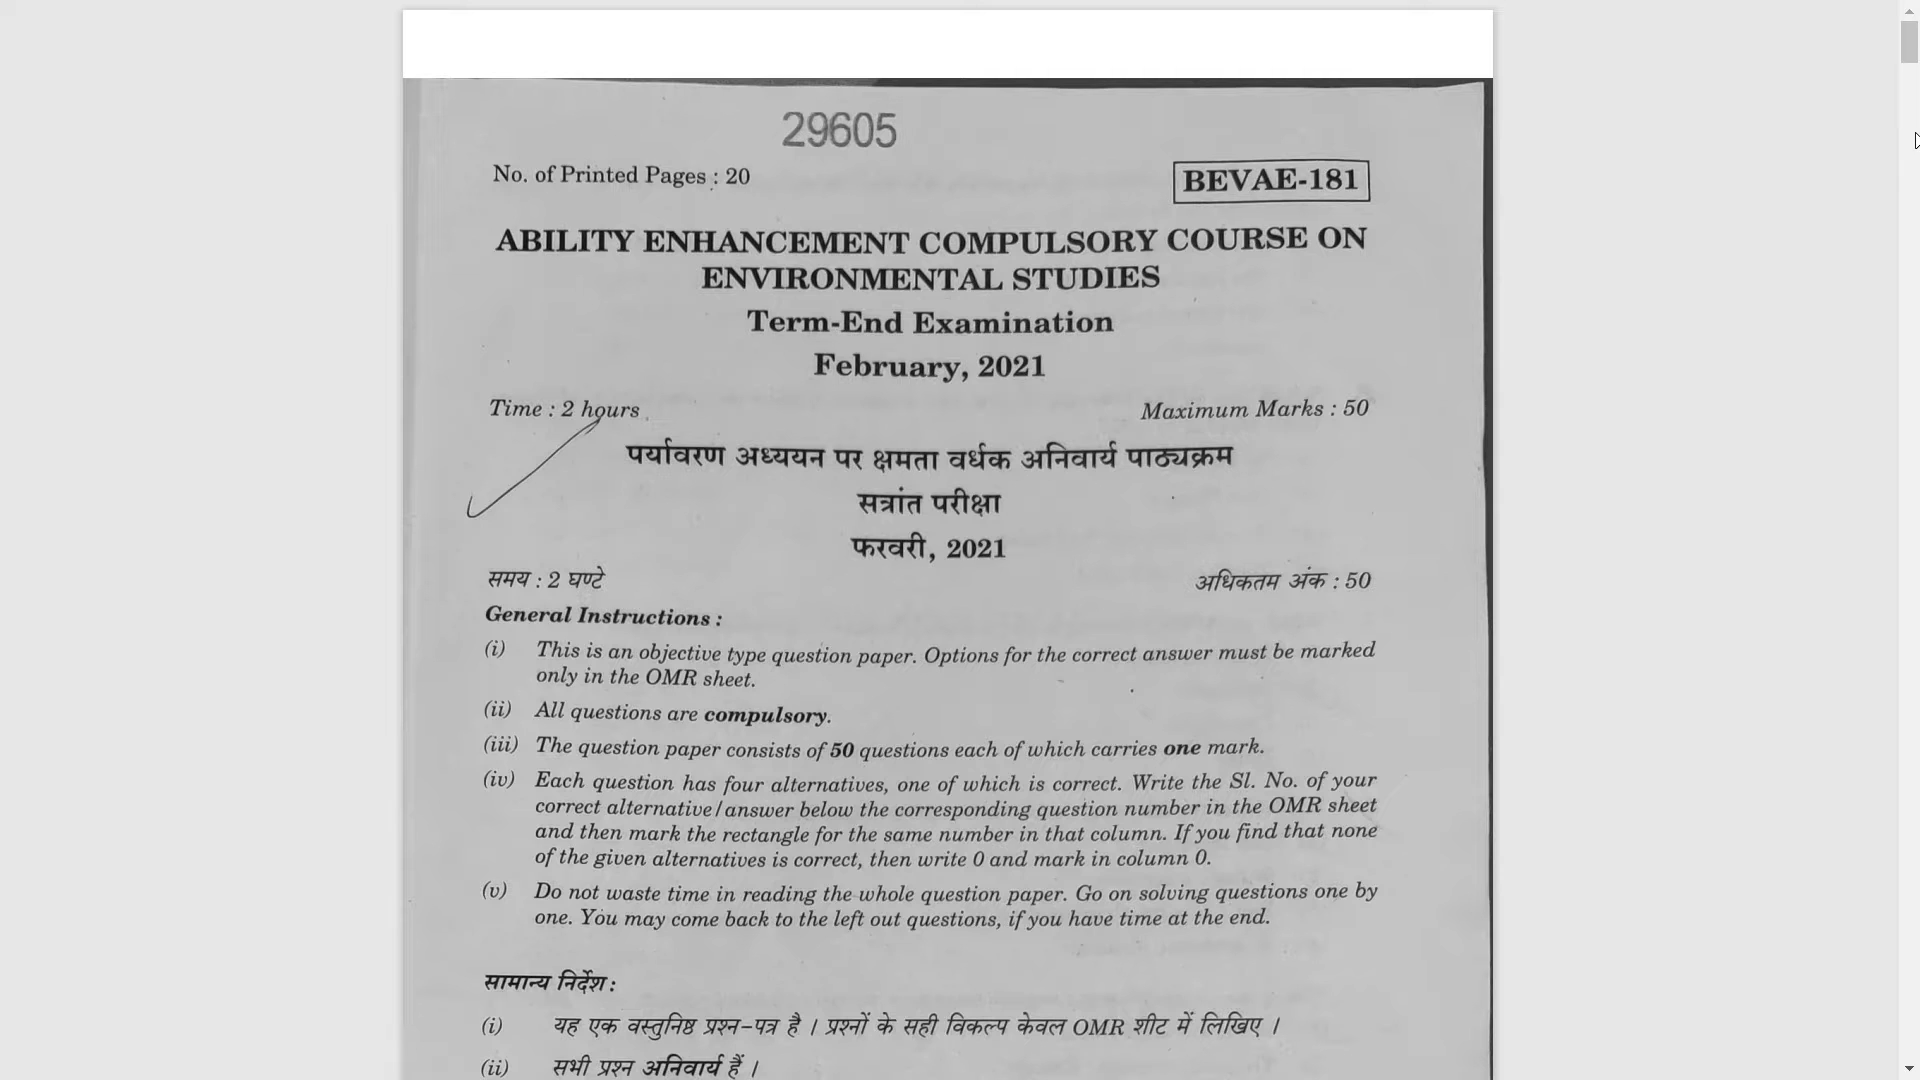 29605
No. of Printed Pages : 20
BEVAE-181
ABILITY ENHANCEMENT COMPULSORY COURSE ON
ENVIRONMENTAL STUDIES
Term-End Examination
February, 2021
Time : 2 hours
Maximum Marks : 50
पर्यावरण अध्ययन पर क्षमता वर्धक अनिवार्य पाठ्यक्रम
सत्रांत परीक्षा
फरवरी, 2021
समय : 2 घण्टे
अधिकतम अंक : 50
General Instructions :
(i) This is an objective type question paper. Options for the correct answer must be marked
only in the OMR sheet.
(ii) All questions are compulsory.
(iii) The question paper consists of 50 questions each of which carries one mark.
(iv) Each question has four alternatives, one of which is correct. Write the Sl. No. of your
correct alternative/answer below the corresponding question number in the OMR sheet
and then mark the rectangle for the same number in that column. If you find that none
of the given alternatives is correct, then write 0 and mark in column 0.
(v) Do not waste time in reading the whole question paper. Go on solving questions one by
one. You may come back to the left out questions, if you have time at the end.
सामान्य निर्देश :
(i) यह एक वस्तुनिष्ठ प्रश्न-पत्र है । प्रश्नों के सही विकल्प केवल OMR शीट में लिखिए ।
(ii) सभी प्रश्न अनिवार्य हैं ।